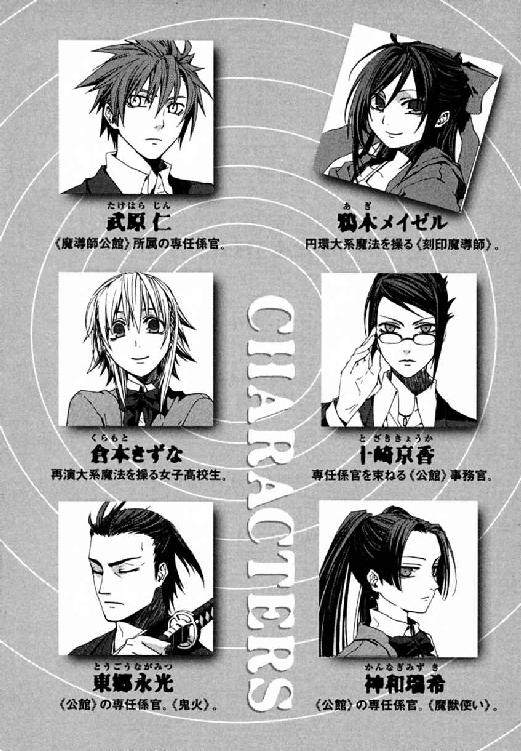 たけはら じん
武原 仁
《魔導師公館》所属の専任係官。
あぎ
鴉木メイゼル
円環大系魔法を操る《刻印魔導師》。
くらもと
倉本きずな
再演大系魔法を操る女子高校生。
とざききょうか
十崎京香
専任係官を束ねる《公館》事務官。
とうごうながみつ
東郷永光
《公館》の専任係官。《鬼火》。
かんなぎみずき
神和瑞希
《公館》の専任係官。《魔獣使い》。
CHARACTERS